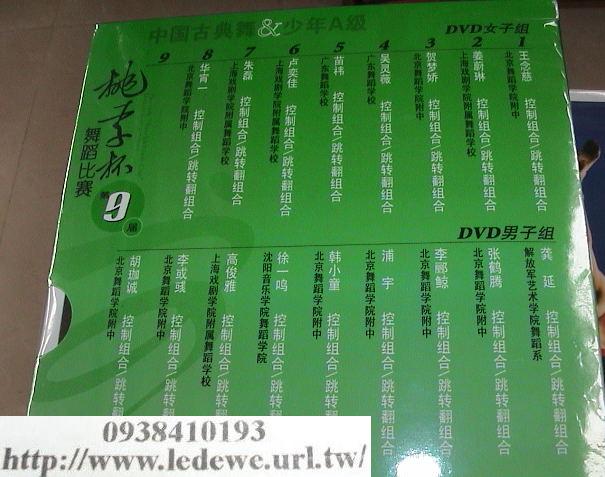 中国古典舞&少年A級
DVD女子组
1
王念慈 控制组合/跳转翻组合
北京舞蹈学院附中
2
姜蔚琳 控制组合/跳转翻组合
上海戏剧学院附属舞蹈学校
3
贺梦娇 控制组合/跳转翻组合
北京舞蹈学院附中
4
吴灵薇 控制组合/跳转翻组合
广东舞蹈学校
5
苗祎 控制组合/跳转翻组合
广东舞蹈学校
6
卢奕佳 控制组合/跳转翻组合
上海戏剧学院附属舞蹈学校
7
朱磊 控制组合/跳转翻组合
上海戏剧学院附属舞蹈学校
8
华宵一 控制组合/跳转翻组合
北京舞蹈学院附中
9
桃李杯
舞蹈比赛
第9届
DVD男子组
龚延 控制组合/跳转翻组合
解放军艺术学院舞蹈系
张鹤腾 控制组合/跳转翻组合
北京舞蹈学院附中
李郦鲸 控制组合/跳转翻组合
北京舞蹈学院附中
浦宇 控制组合/跳转翻组合
北京舞蹈学院附中
韩小童 控制组合/跳转翻组合
北京舞蹈学院附中
徐一鸣 控制组合/跳转翻组合
沈阳音乐学院舞蹈学院
高俊雅 控制组合/跳转翻组合
上海戏剧学院附属舞蹈学校
李或彧 控制组合/跳转翻
北京舞蹈学院附中
胡珈诚 控制组合/跳转翻
北京舞蹈学院附中
0938410193
http://www.ledewe.url.tw/